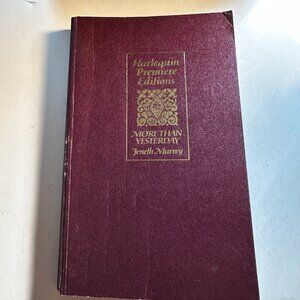 Harlequin
Premiere
Editions
MORE THAN
YESTERDAY
Jeneth Murrey